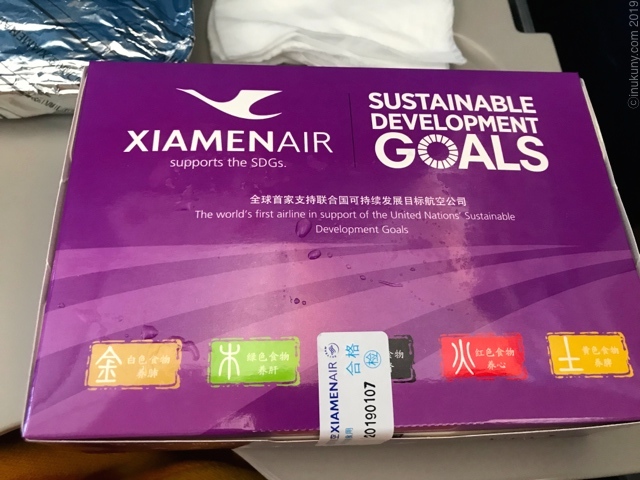 ©inukuny.com 2019
XIAMENAIR
supports the SDGs.
SUSTAINABLE
DEVELOPMENT
GOALS
全球首家支持联合国可持续发展目标航空公司
The world's first airline in support of the United Nations' Sustainable
Development Goals
金 白色食物
养肺
木 绿色食物
养肝
食物
火 红色食物
养心
土 黄色食物
养脾
XIAMENAIR
合格
检
20190107